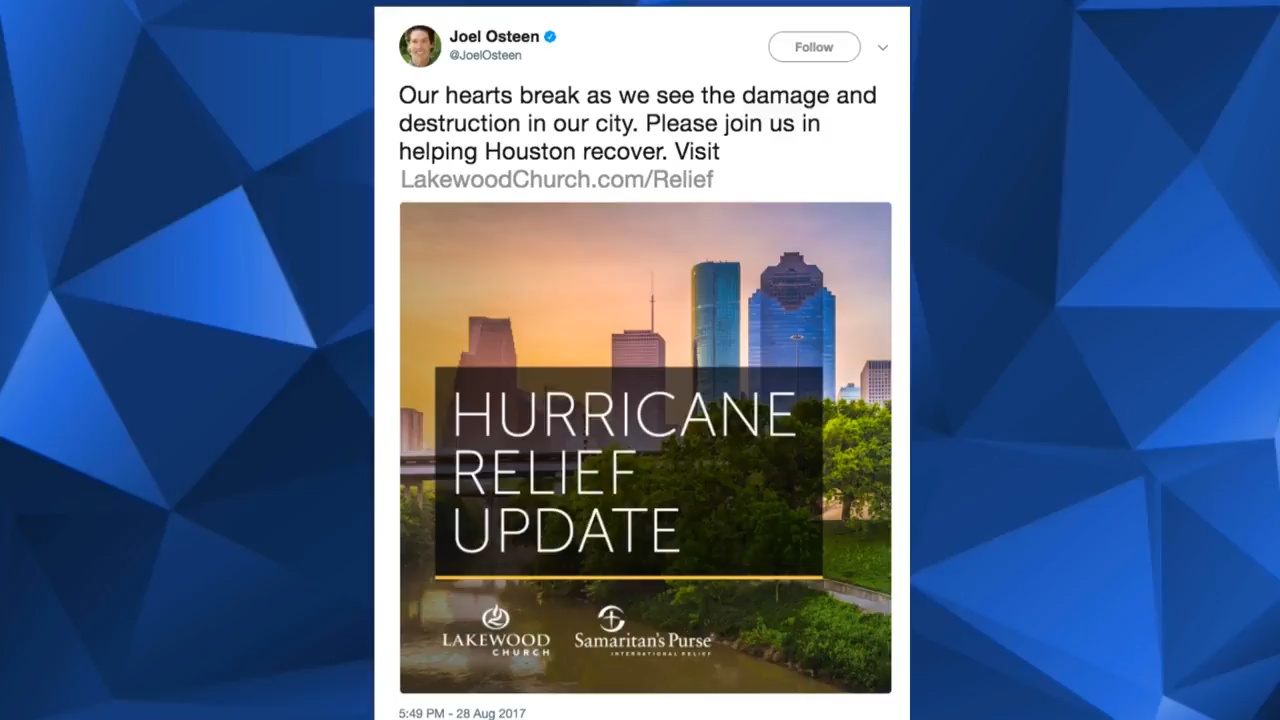 Joel Osteen
@JoelOsteen
Follow
Our hearts break as we see the damage and
destruction in our city. Please join us in
helping Houston recover. Visit
LakewoodChurch.com/Relief
HURRICANE
RELIEF
UPDATE
LAKEWOOD
CHURCH
Samaritan's Purse®
INTERNATIONAL RELIEF
5:49 PM - 28 Aug 2017